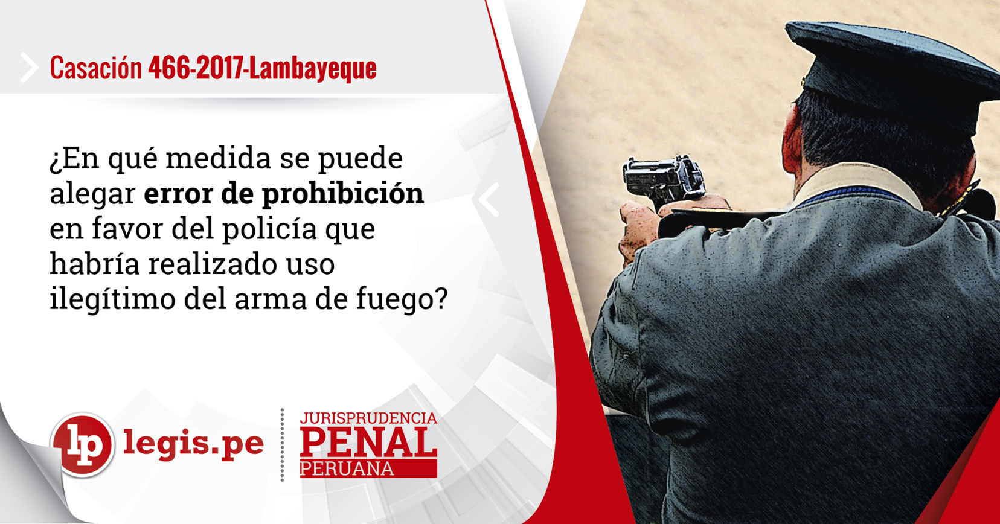 Casación 466-2017-Lambayeque
¿En qué medida se puede
alegar error de prohibición
en favor del policía que
habría realizado uso
ilegítimo del arma de fuego?
lp legis.pe
JURISPRUDENCIA
PENAL
PERUANA